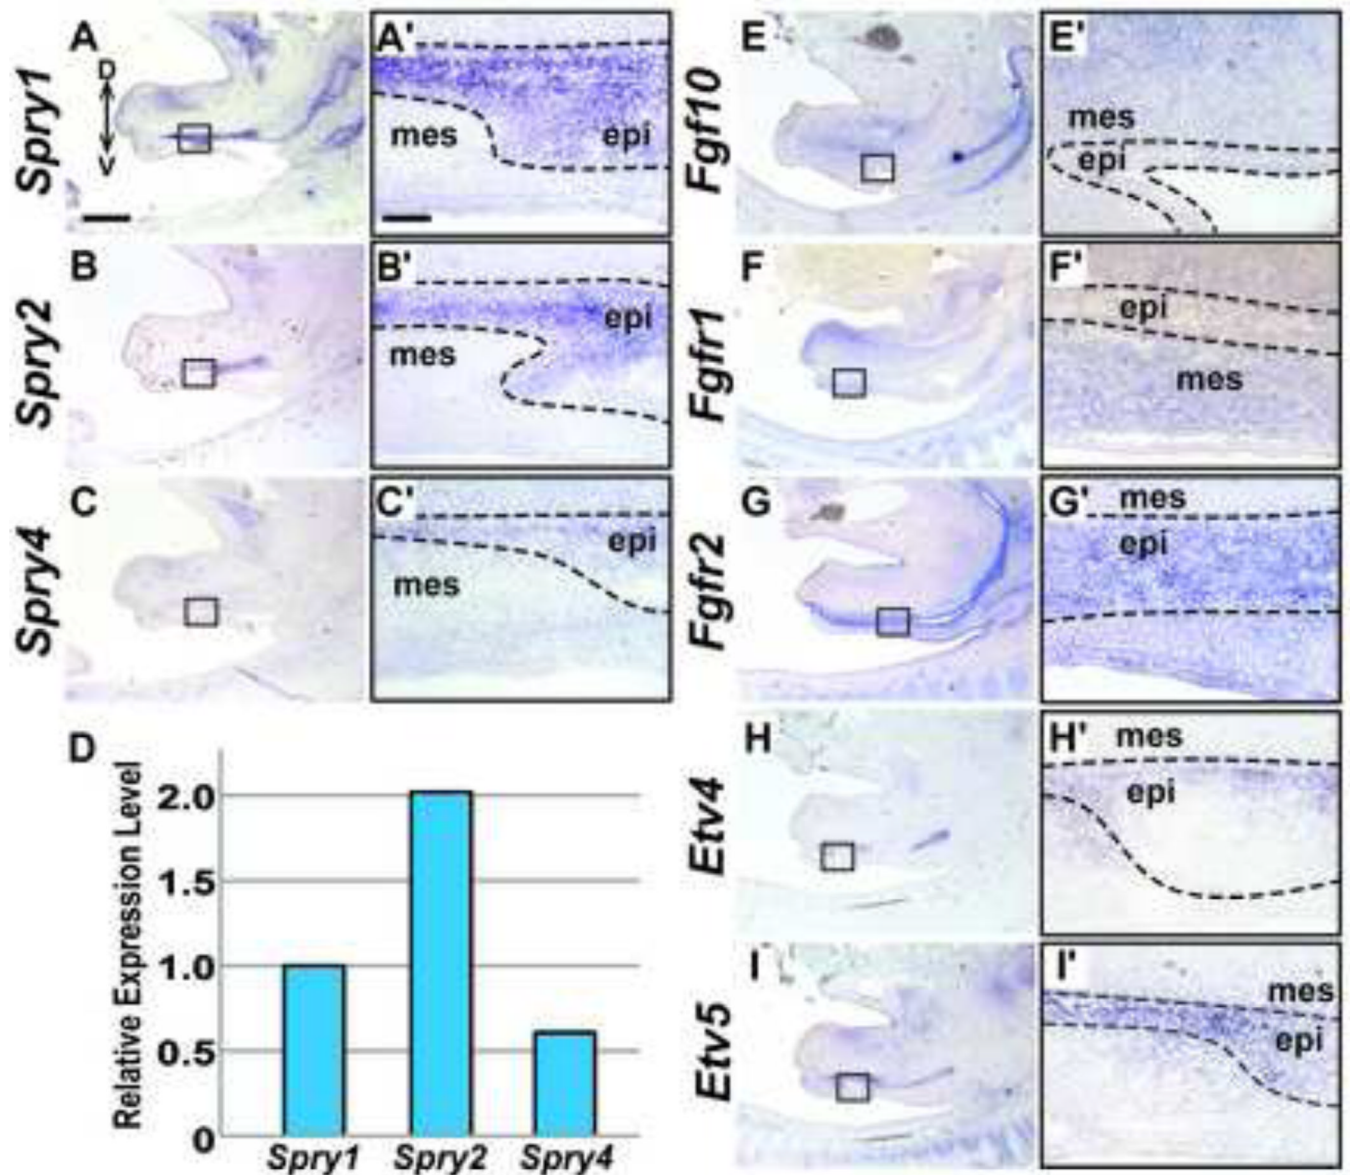 Spry1
A
D
V
A'
mes
epi
Spry2
B
B'
mes
epi
Spry4
C
C'
mes
epi
D
Relative Expression Level
2.0
1.5
1.0
0.5
0
Spry1 Spry2 Spry4
Fgf10
E
E'
mes
epi
Fgfr1
F
F'
epi
mes
Fgfr2
G
G'
mes
epi
Etv4
H
H'
mes
epi
Etv5
I
I'
mes
epi